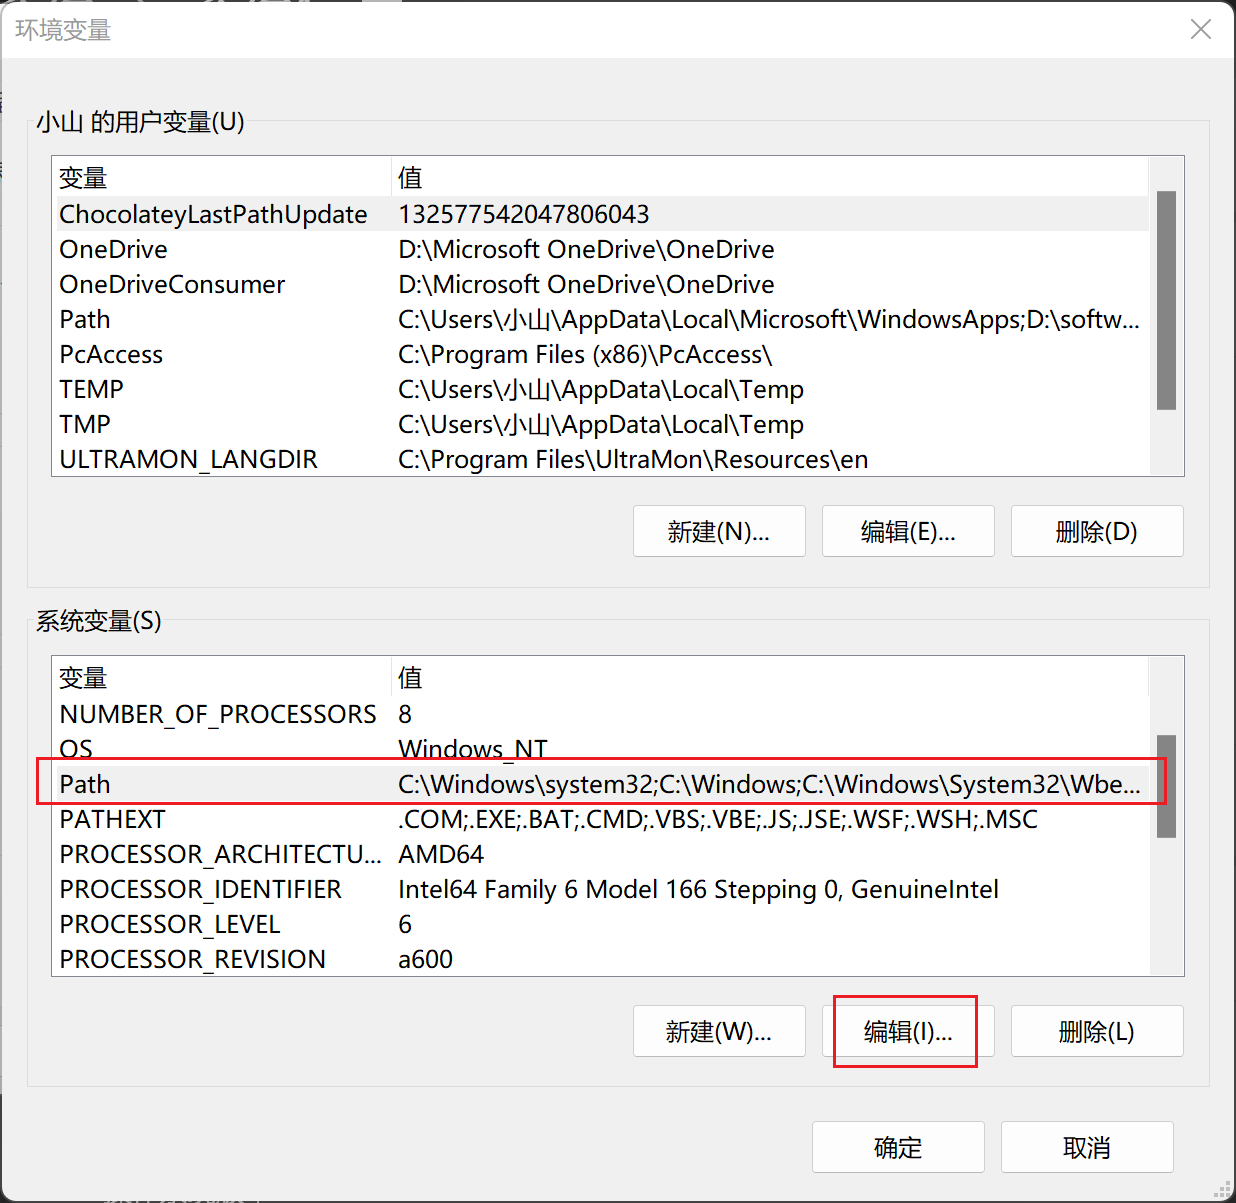 环境变量
小山 的用户变量(U)
变量 值
ChocolateyLastPathUpdate 132577542047806043
OneDrive D:\Microsoft OneDrive\OneDrive
OneDriveConsumer D:\Microsoft OneDrive\OneDrive
Path C:\Users\小山\AppData\Local\Microsoft\WindowsApps;D:\softw...
PcAccess C:\Program Files (x86)\PcAccess\
TEMP C:\Users\小山\AppData\Local\Temp
TMP C:\Users\小山\AppData\Local\Temp
ULTRAMON_LANGDIR C:\Program Files\UltraMon\Resources\en
新建(N)... 编辑(E)... 删除(D)
系统变量(S)
变量 值
NUMBER_OF_PROCESSORS 8
OS Windows_NT
Path C:\Windows\system32;C:\Windows;C:\Windows\System32\Wbe...
PATHEXT .COM;.EXE;.BAT;.CMD;.VBS;.VBE;.JS;.JSE;.WSF;.WSH;.MSC
PROCESSOR_ARCHITECTU... AMD64
PROCESSOR_IDENTIFIER Intel64 Family 6 Model 166 Stepping 0, GenuineIntel
PROCESSOR_LEVEL 6
PROCESSOR_REVISION a600
新建(W)... 编辑(I)... 删除(L)
确定 取消